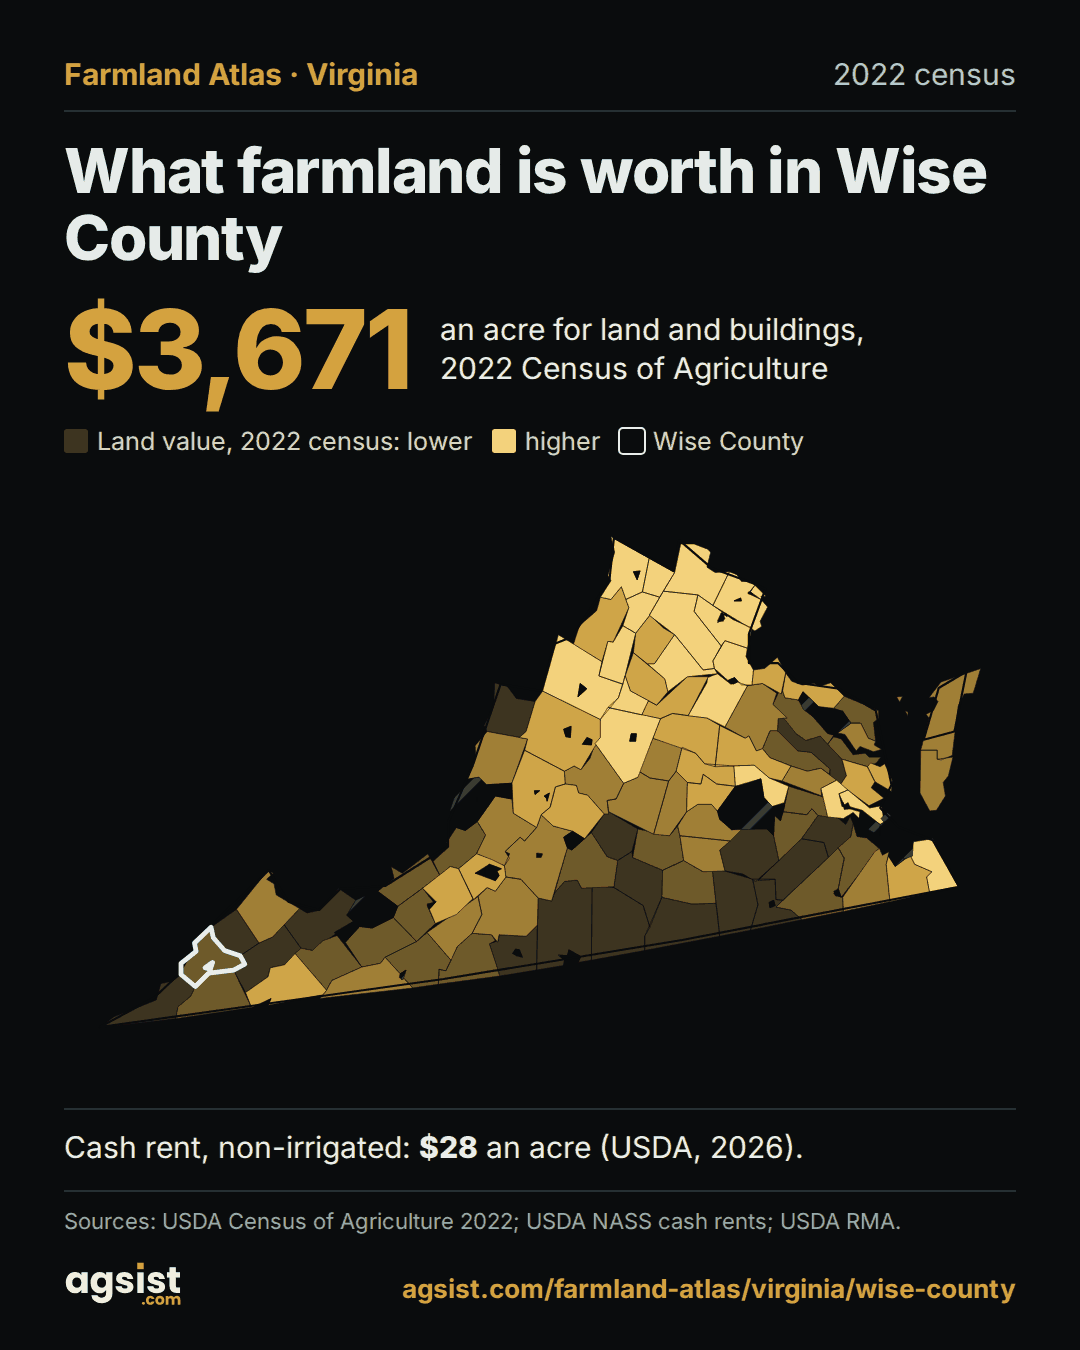 Farmland Atlas · Virginia
2022 census
What farmland is worth in Wise
County
$3,671
an acre for land and buildings,
2022 Census of Agriculture
Land value, 2022 census: lower
higher
Wise County
Cash rent, non-irrigated: $28 an acre (USDA, 2026).
Sources: USDA Census of Agriculture 2022; USDA NASS cash rents; USDA RMA.
agsist
.com
agsist.com/farmland-atlas/virginia/wise-county